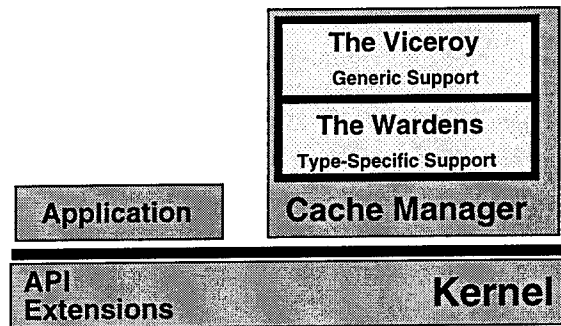 The Viceroy
Generic Support
The Wardens
Type-Specific Support
Application
Cache Manager
API
Extensions
Kernel